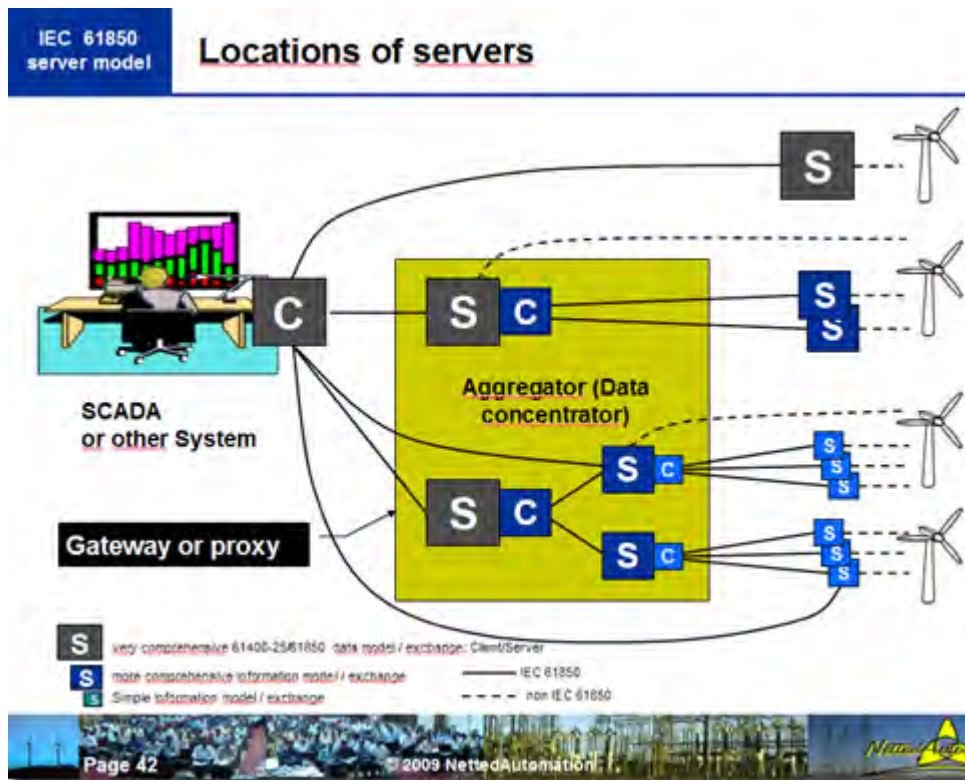 IEC 61850
server model
Locations of servers
S
S
C
S
C
S
S
Aggregator (Data
concentrator)
SCADA
or other System
S
C
S
S
S
S
C
Gateway or proxy
S
C
S
S
S
S
very comprehensive 61400-25/61850 data model / exchange: Client/Server
S more comprehensive information model / exchange
IEC 61850
S Simple information model / exchange
non IEC 61850
Page 42
© 2009 NettedAutomation